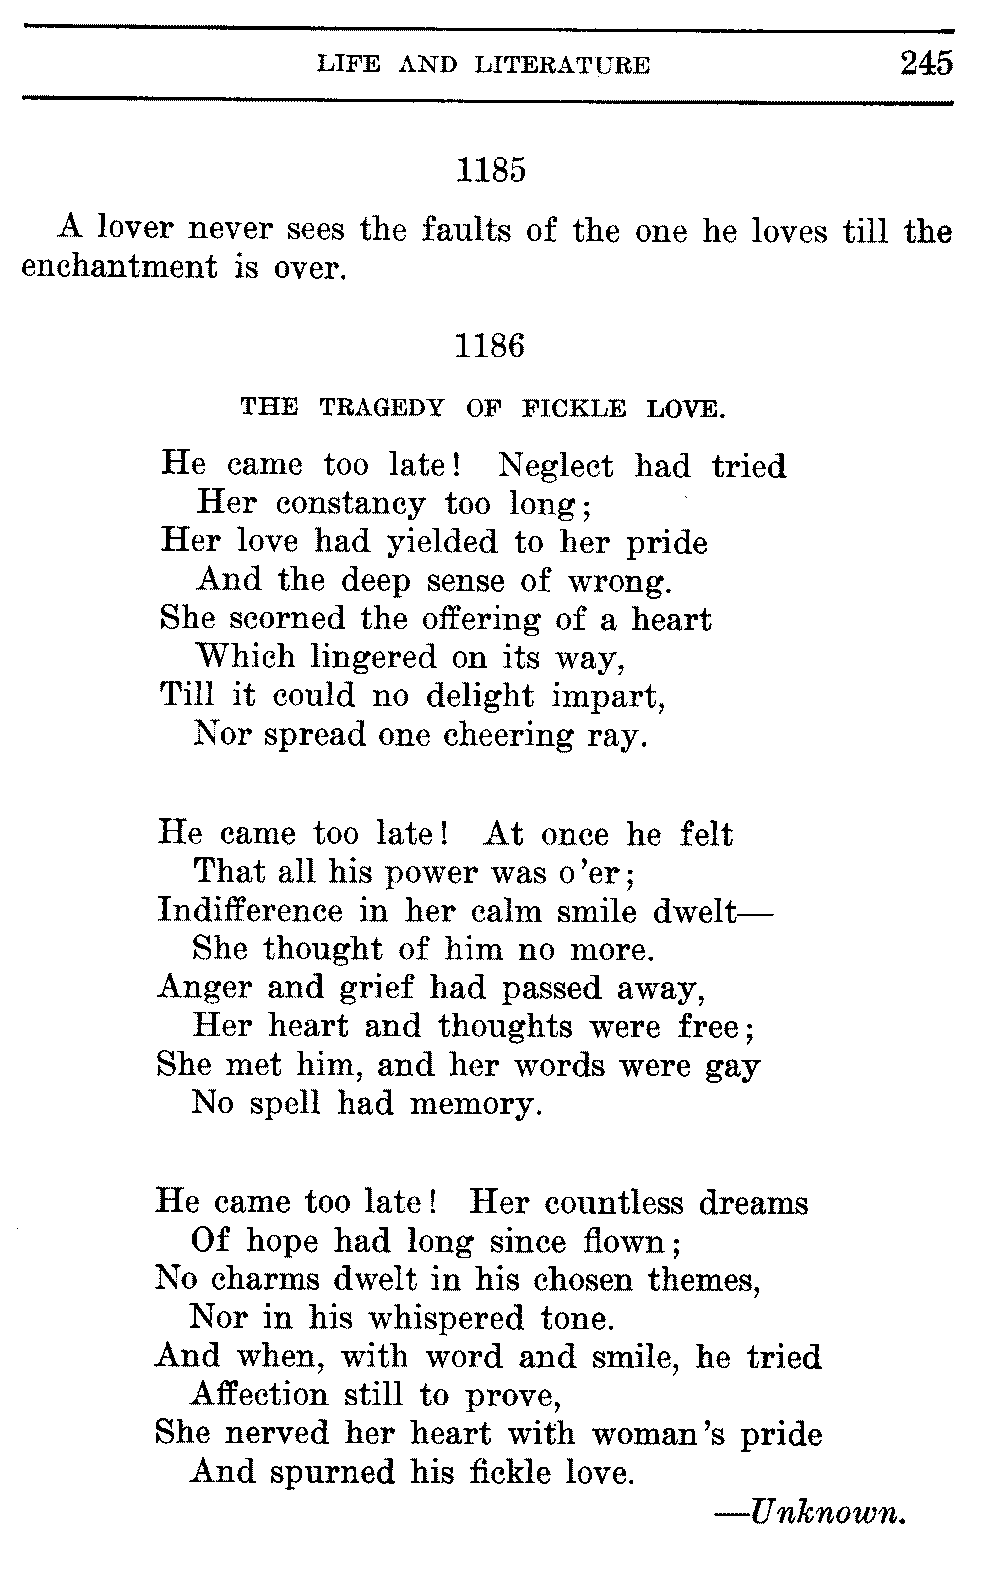 LIFE AND LITERATURE 245
1185
A lover never sees the faults of the one he loves till the
enchantment is over.
1186
THE TRAGEDY OF FICKLE LOVE.
He came too late! Neglect had tried
Her constancy too long;
Her love had yielded to her pride
And the deep sense of wrong.
She scorned the offering of a heart
Which lingered on its way,
Till it could no delight impart,
Nor spread one cheering ray.
He came too late! At once he felt
That all his power was o'er;
Indifference in her calm smile dwelt—
She thought of him no more.
Anger and grief had passed away,
Her heart and thoughts were free;
She met him, and her words were gay
No spell had memory.
He came too late! Her countless dreams
Of hope had long since flown;
No charms dwelt in his chosen themes,
Nor in his whispered tone.
And when, with word and smile, he tried
Affection still to prove,
She nerved her heart with woman's pride
And spurned his fickle love.
—Unknown.